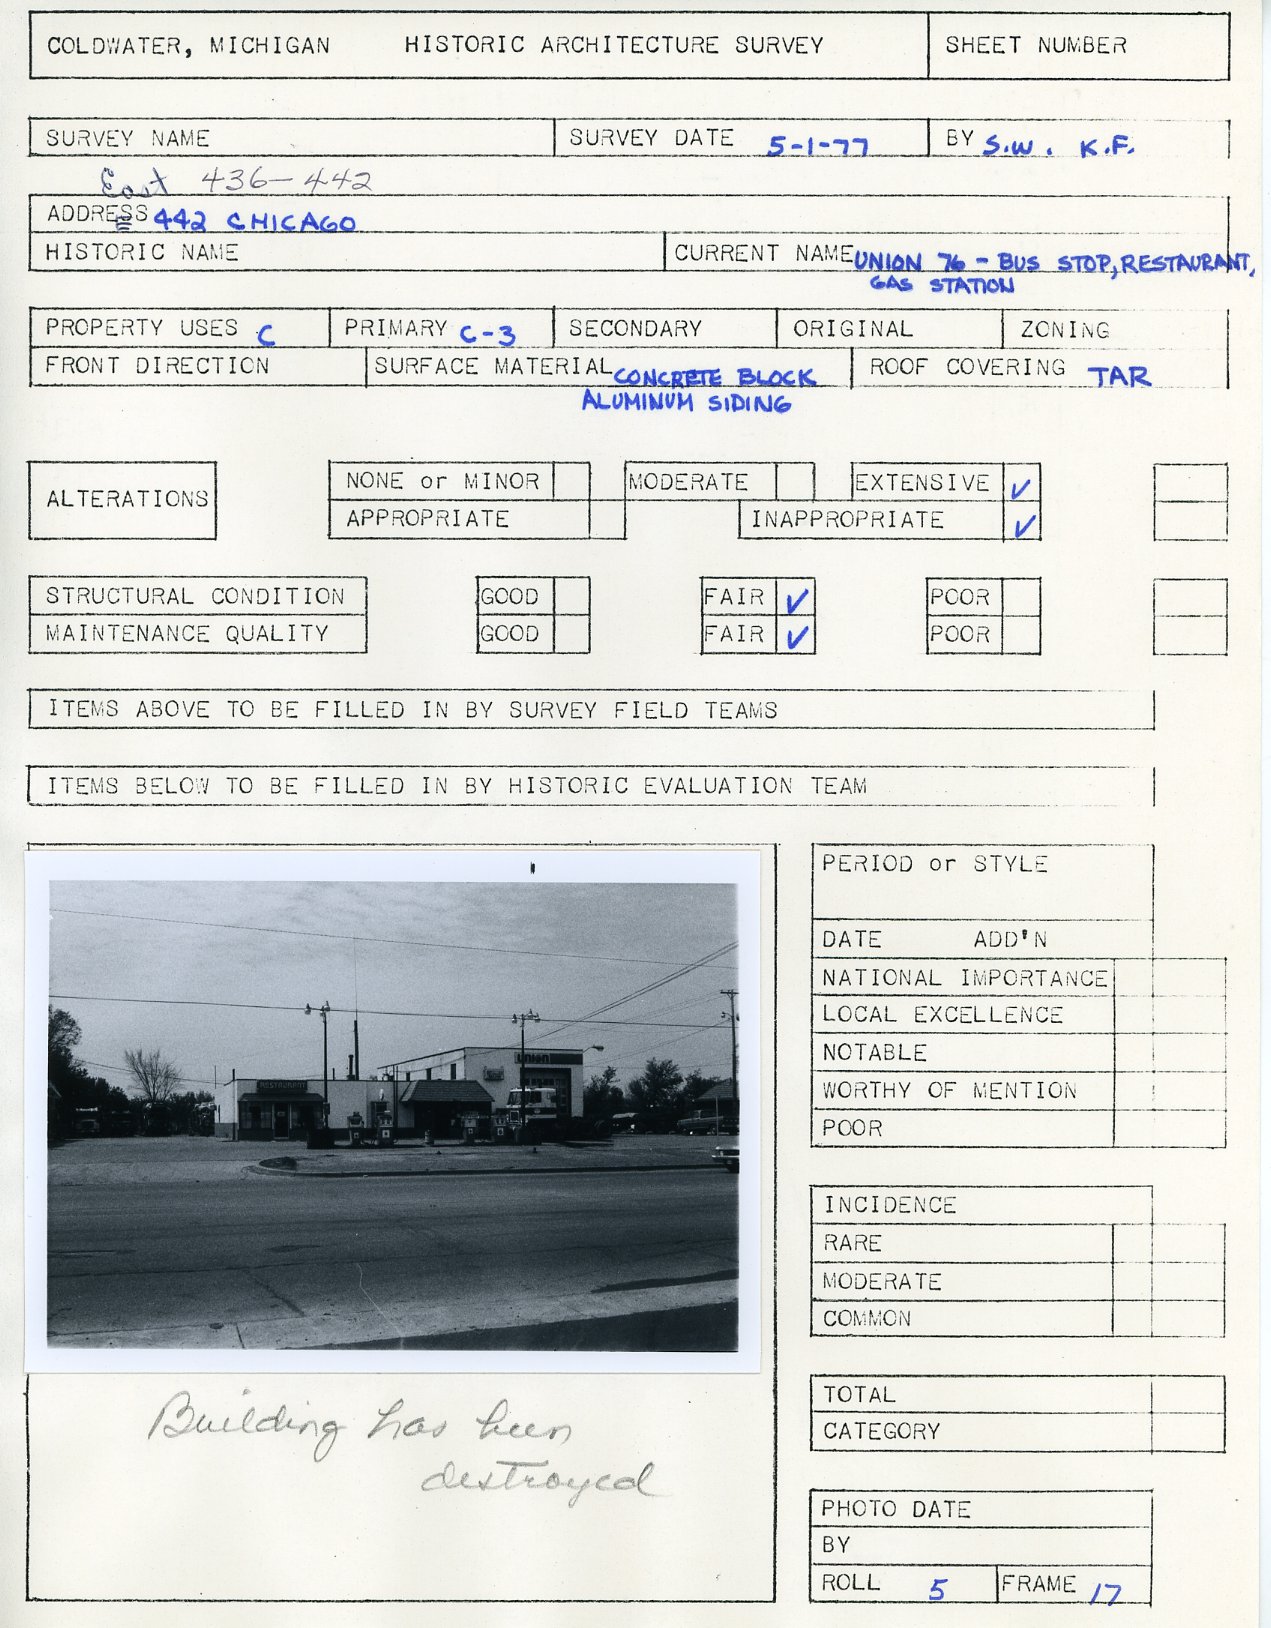 COLDWATER, MICHIGAN HISTORIC ARCHITECTURE SURVEY SHEET NUMBER
SURVEY NAME SURVEY DATE 5-1-77 BY S.W. K.F.
East 436-442
ADDRESS 442 CHICAGO
HISTORIC NAME CURRENT NAME UNION 76 - BUS STOP, RESTAURANT,
GAS STATION
PROPERTY USES C PRIMARY C-3 SECONDARY ORIGINAL ZONING
FRONT DIRECTION SURFACE MATERIAL CONCRETE BLOCK ROOF COVERING TAR
ALUMINUM SIDING
ALTERATIONS NONE or MINOR MODERATE EXTENSIVE ✓
APPROPRIATE INAPPROPRIATE ✓
STRUCTURAL CONDITION GOOD FAIR ✓ POOR
MAINTENANCE QUALITY GOOD FAIR ✓ POOR
ITEMS ABOVE TO BE FILLED IN BY SURVEY FIELD TEAMS
ITEMS BELOW TO BE FILLED IN BY HISTORIC EVALUATION TEAM
RESTAURANT
union
Building has been
destroyed
PERIOD or STYLE
DATE ADD'N
NATIONAL IMPORTANCE
LOCAL EXCELLENCE
NOTABLE
WORTHY OF MENTION
POOR
INCIDENCE
RARE
MODERATE
COMMON
TOTAL
CATEGORY
PHOTO DATE
BY
ROLL 5 FRAME 17